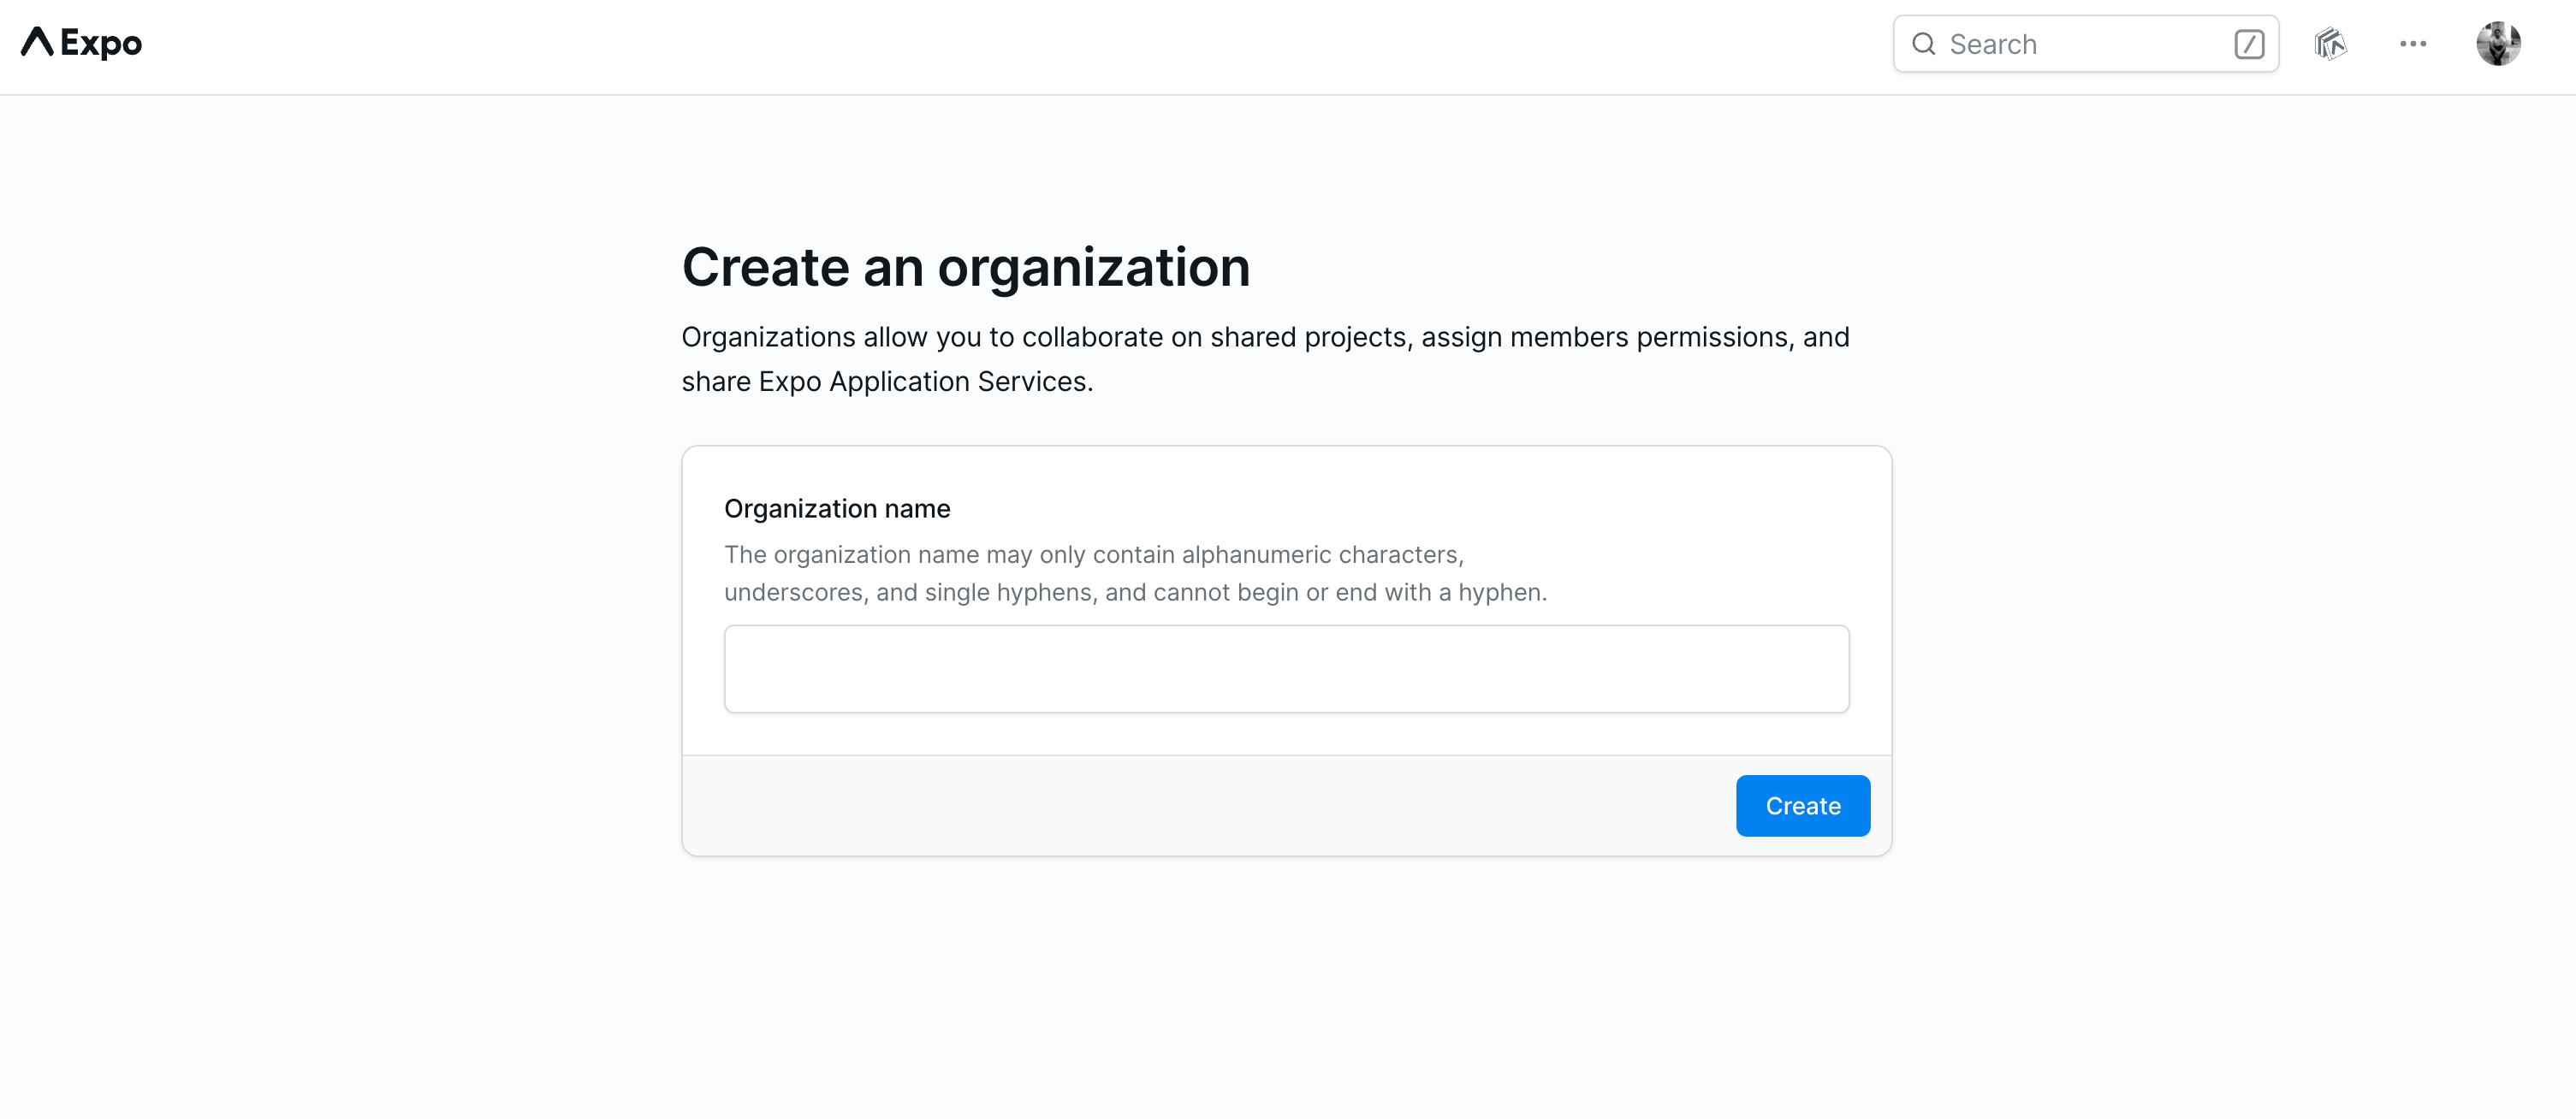 Expo
Search
/
Create an organization
Organizations allow you to collaborate on shared projects, assign members permissions, and
share Expo Application Services.
Organization name
The organization name may only contain alphanumeric characters,
underscores, and single hyphens, and cannot begin or end with a hyphen.
Create